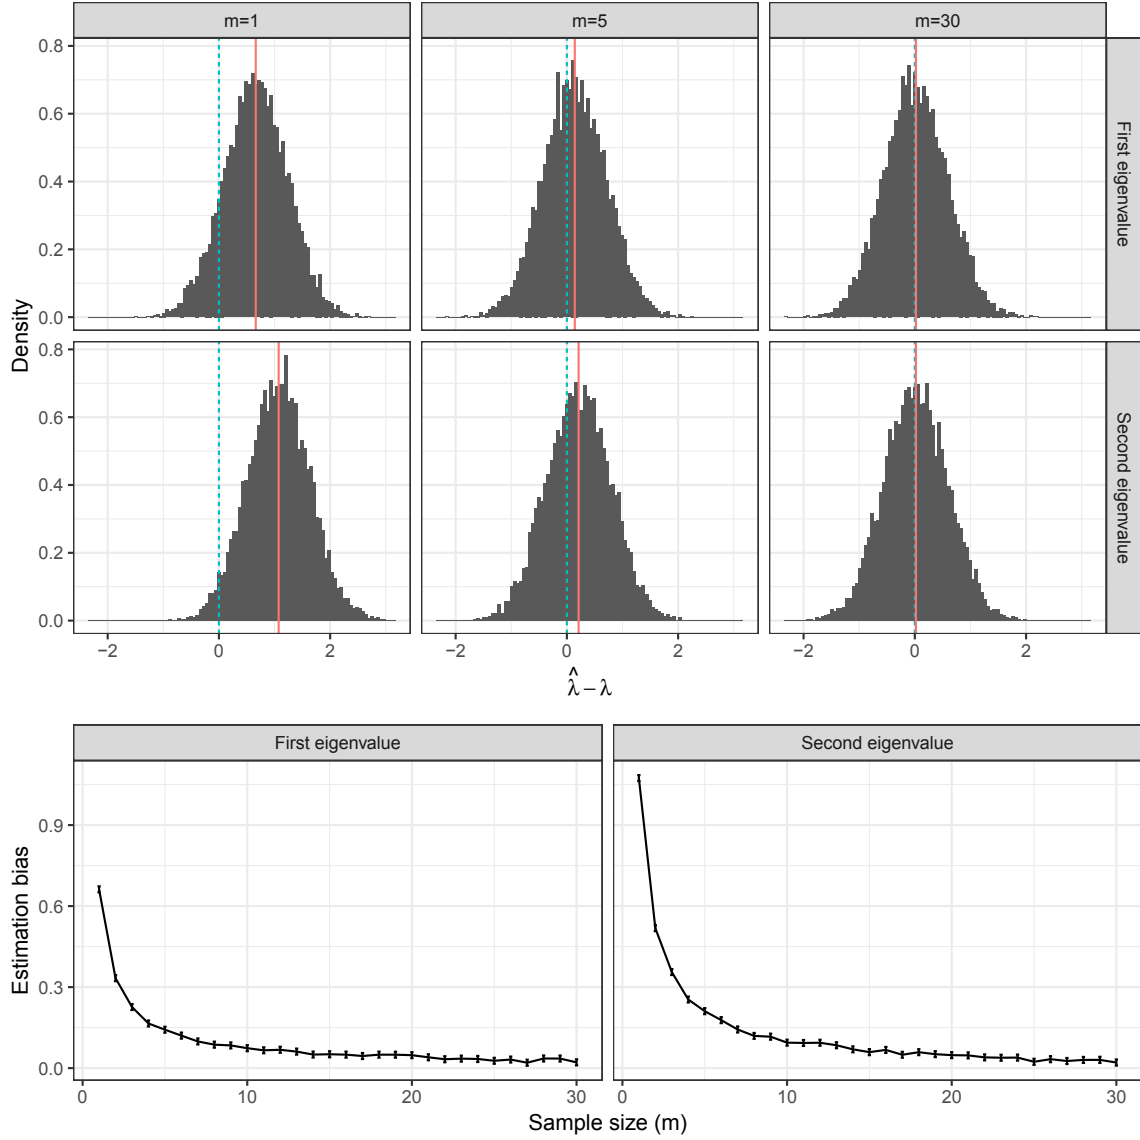 m=1 m=5 m=30
0.8
0.6
0.4
0.2
0.0
First eigenvalue
Density
0.8
0.6
0.4
0.2
0.0
Second eigenvalue
−2 0 2 −2 0 2 −2 0 2
λ̂ − λ
First eigenvalue Second eigenvalue
Estimation bias
0.9
0.6
0.3
0.0
0 10 20 30 0 10 20 30
Sample size (m)